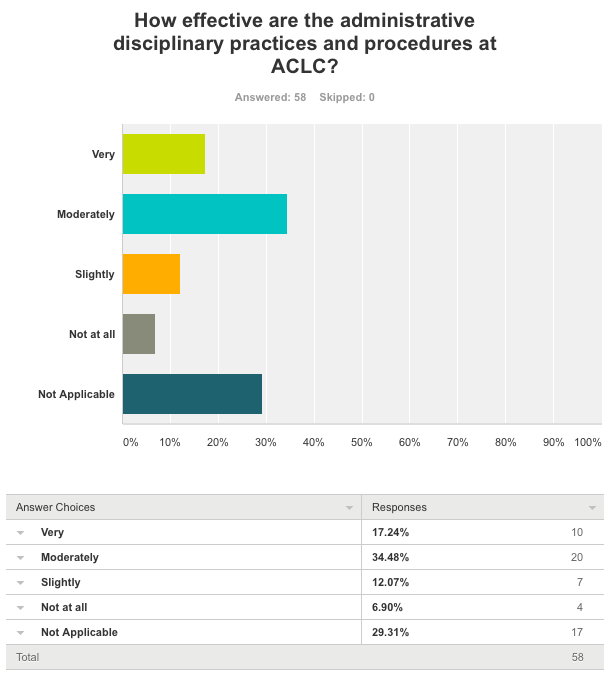 How effective are the administrative
disciplinary practices and procedures at
ACLC?
Answered: 58 Skipped: 0
Very
Moderately
Slightly
Not at all
Not Applicable
0% 10% 20% 30% 40% 50% 60% 70% 80% 90% 100%
Answer Choices Responses
Very 17.24% 10
Moderately 34.48% 20
Slightly 12.07% 7
Not at all 6.90% 4
Not Applicable 29.31% 17
Total 58